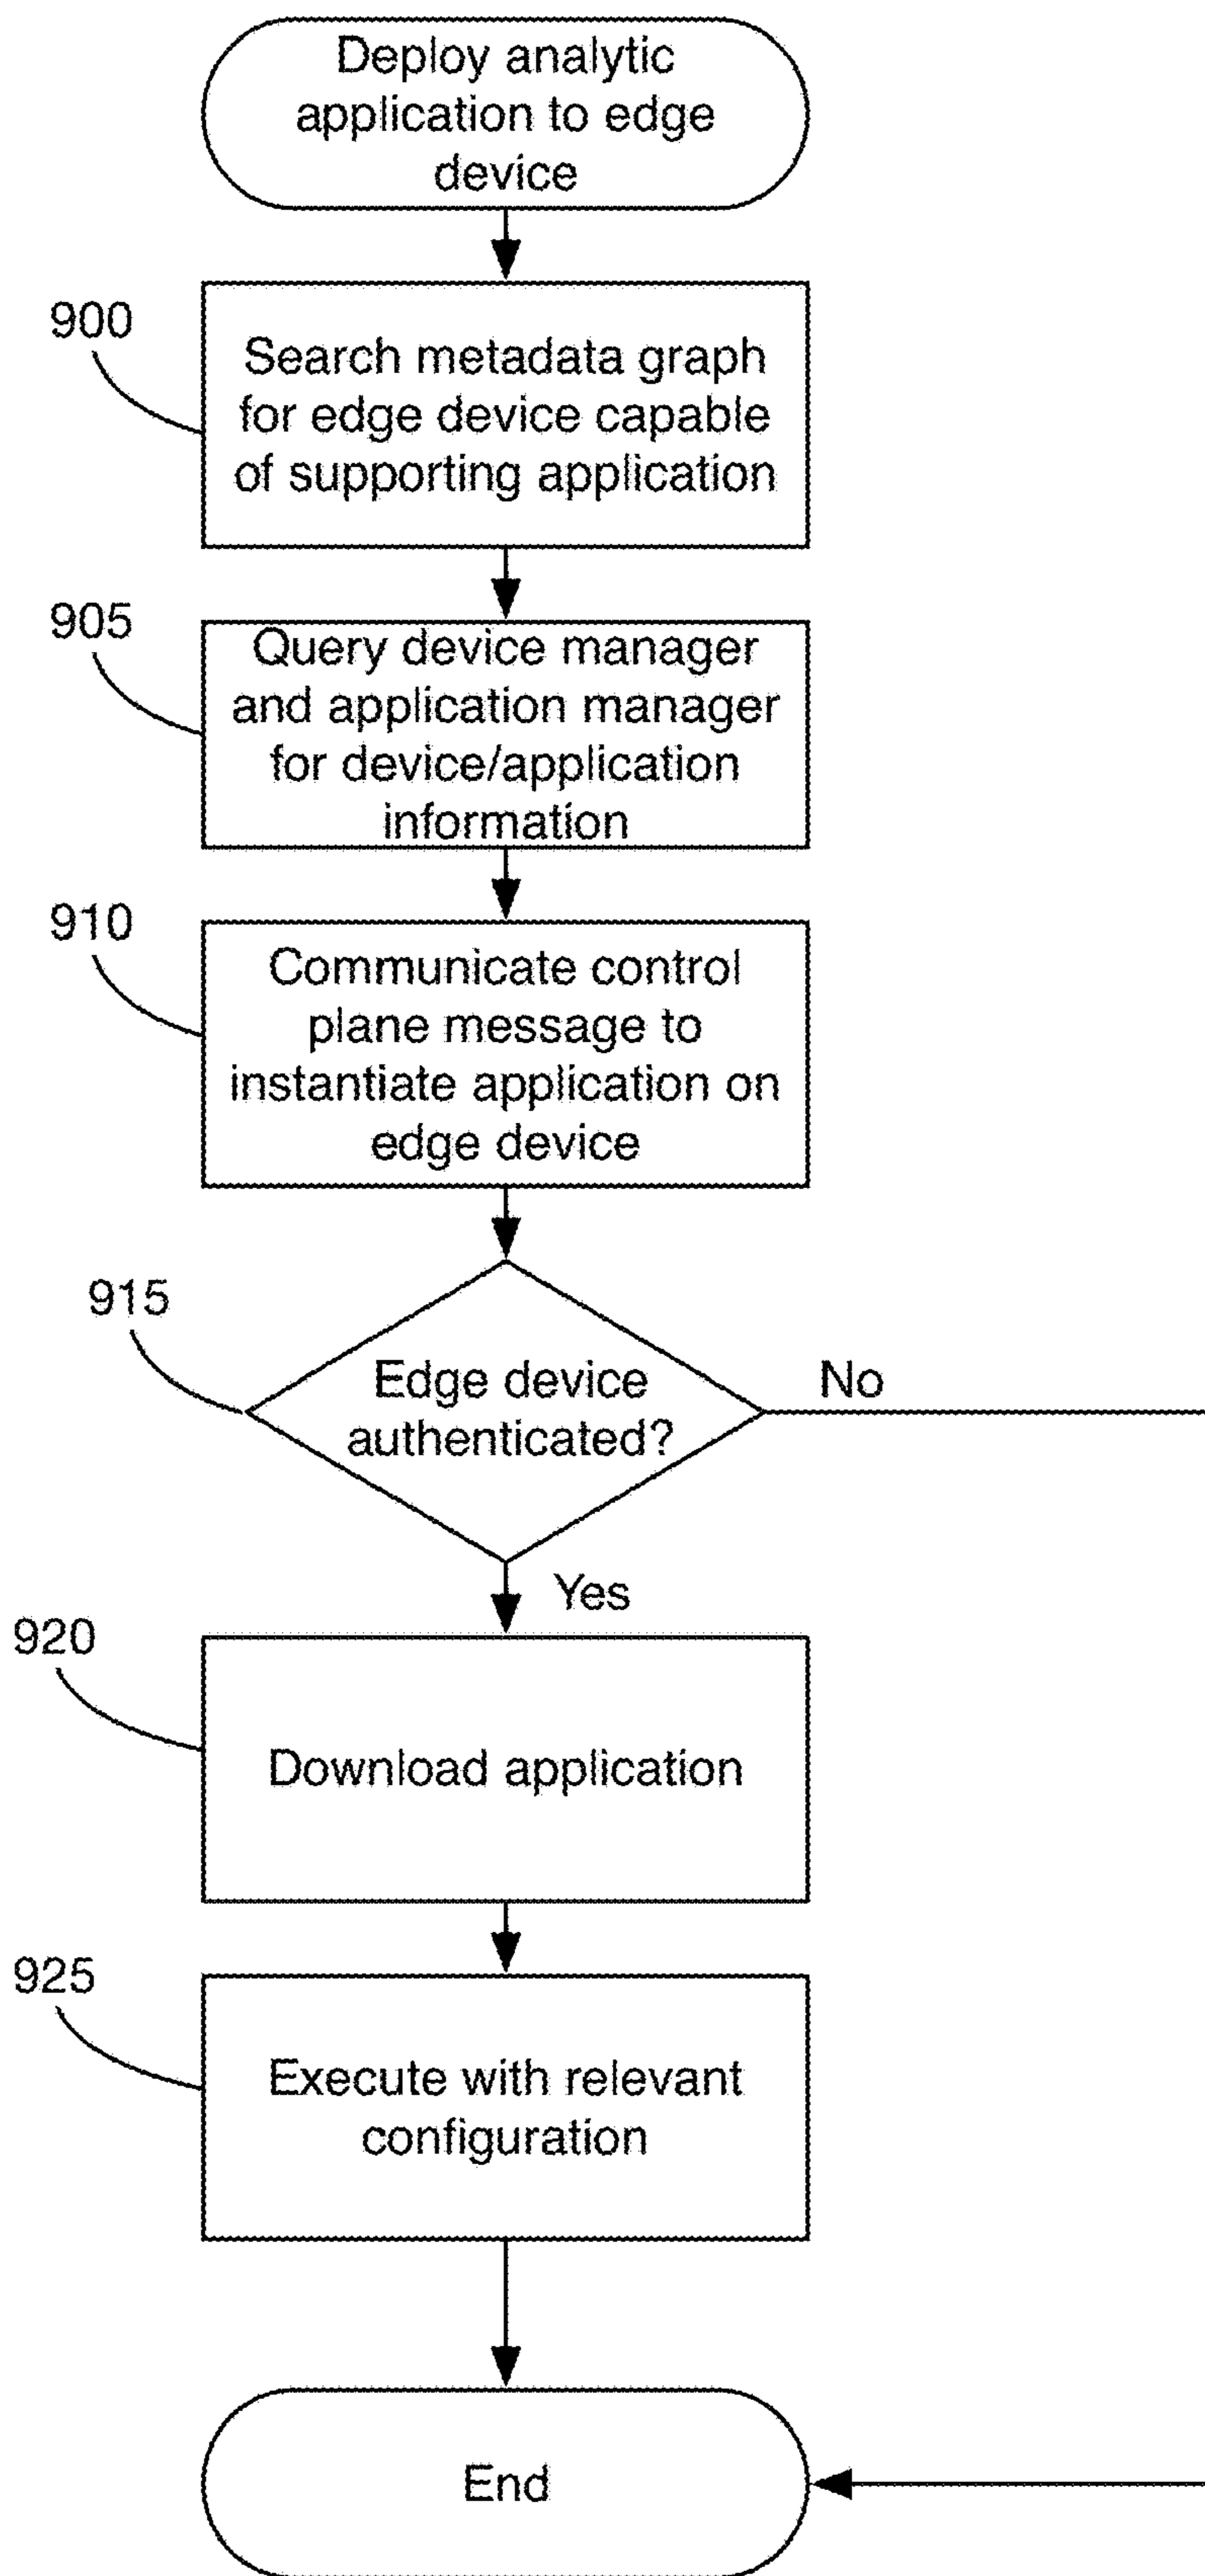 Deploy analytic
application to edge
device
900
Search metadata graph
for edge device capable
of supporting application
905
Query device manager
and application manager
for device/application
information
910
Communicate control
plane message to
instantiate application on
edge device
915
Edge device
authenticated?
No
Yes
920
Download application
925
Execute with relevant
configuration
End